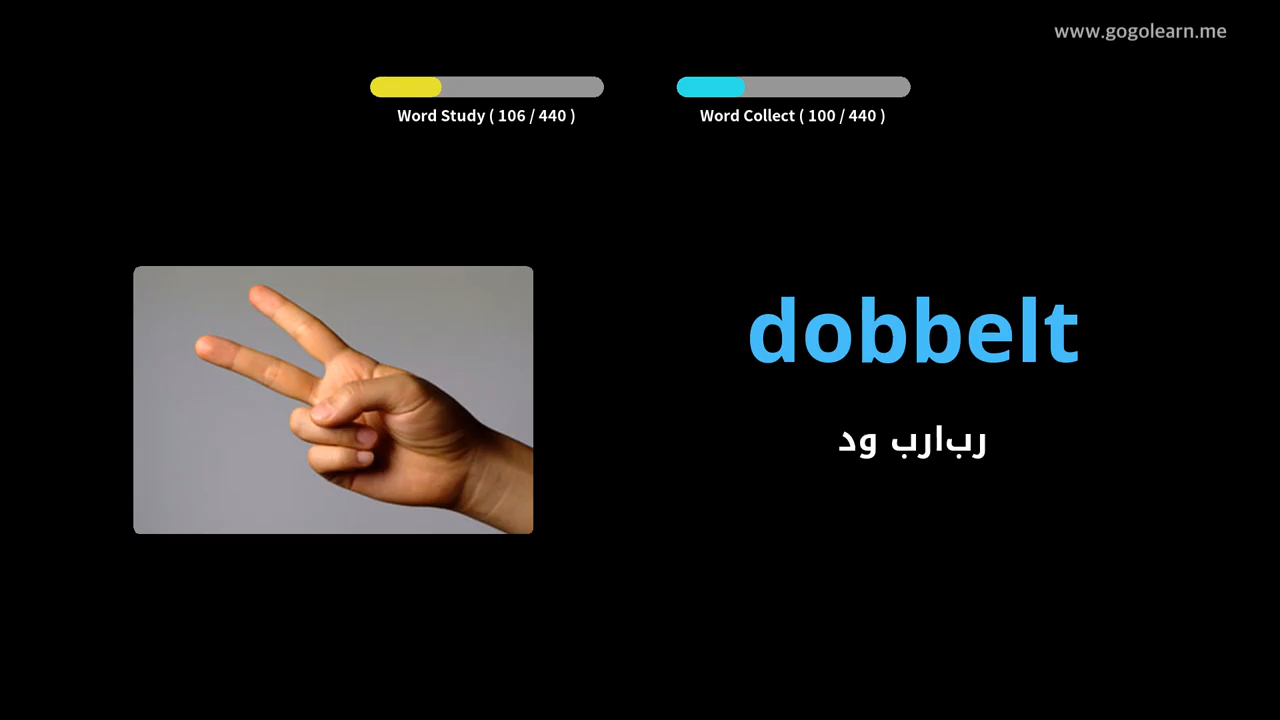 www.gogolearn.me
Word Study ( 106 / 440 )
Word Collect ( 100 / 440 )
dobbelt
ربارب ود